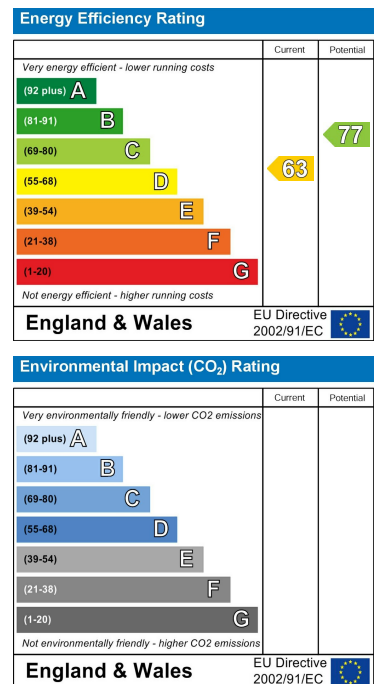 Energy Efficiency Rating
Current Potential
Very energy efficient - lower running costs
(92 plus) A
(81-91) B
77
(69-80) C
63
(55-68) D
(39-54) E
(21-38) F
(1-20) G
Not energy efficient - higher running costs
England & Wales EU Directive
2002/91/EC
Environmental Impact (CO₂) Rating
Current Potential
Very environmentally friendly - lower CO2 emissions
(92 plus) A
(81-91) B
(69-80) C
(55-68) D
(39-54) E
(21-38) F
(1-20) G
Not environmentally friendly - higher CO2 emissions
England & Wales EU Directive
2002/91/EC